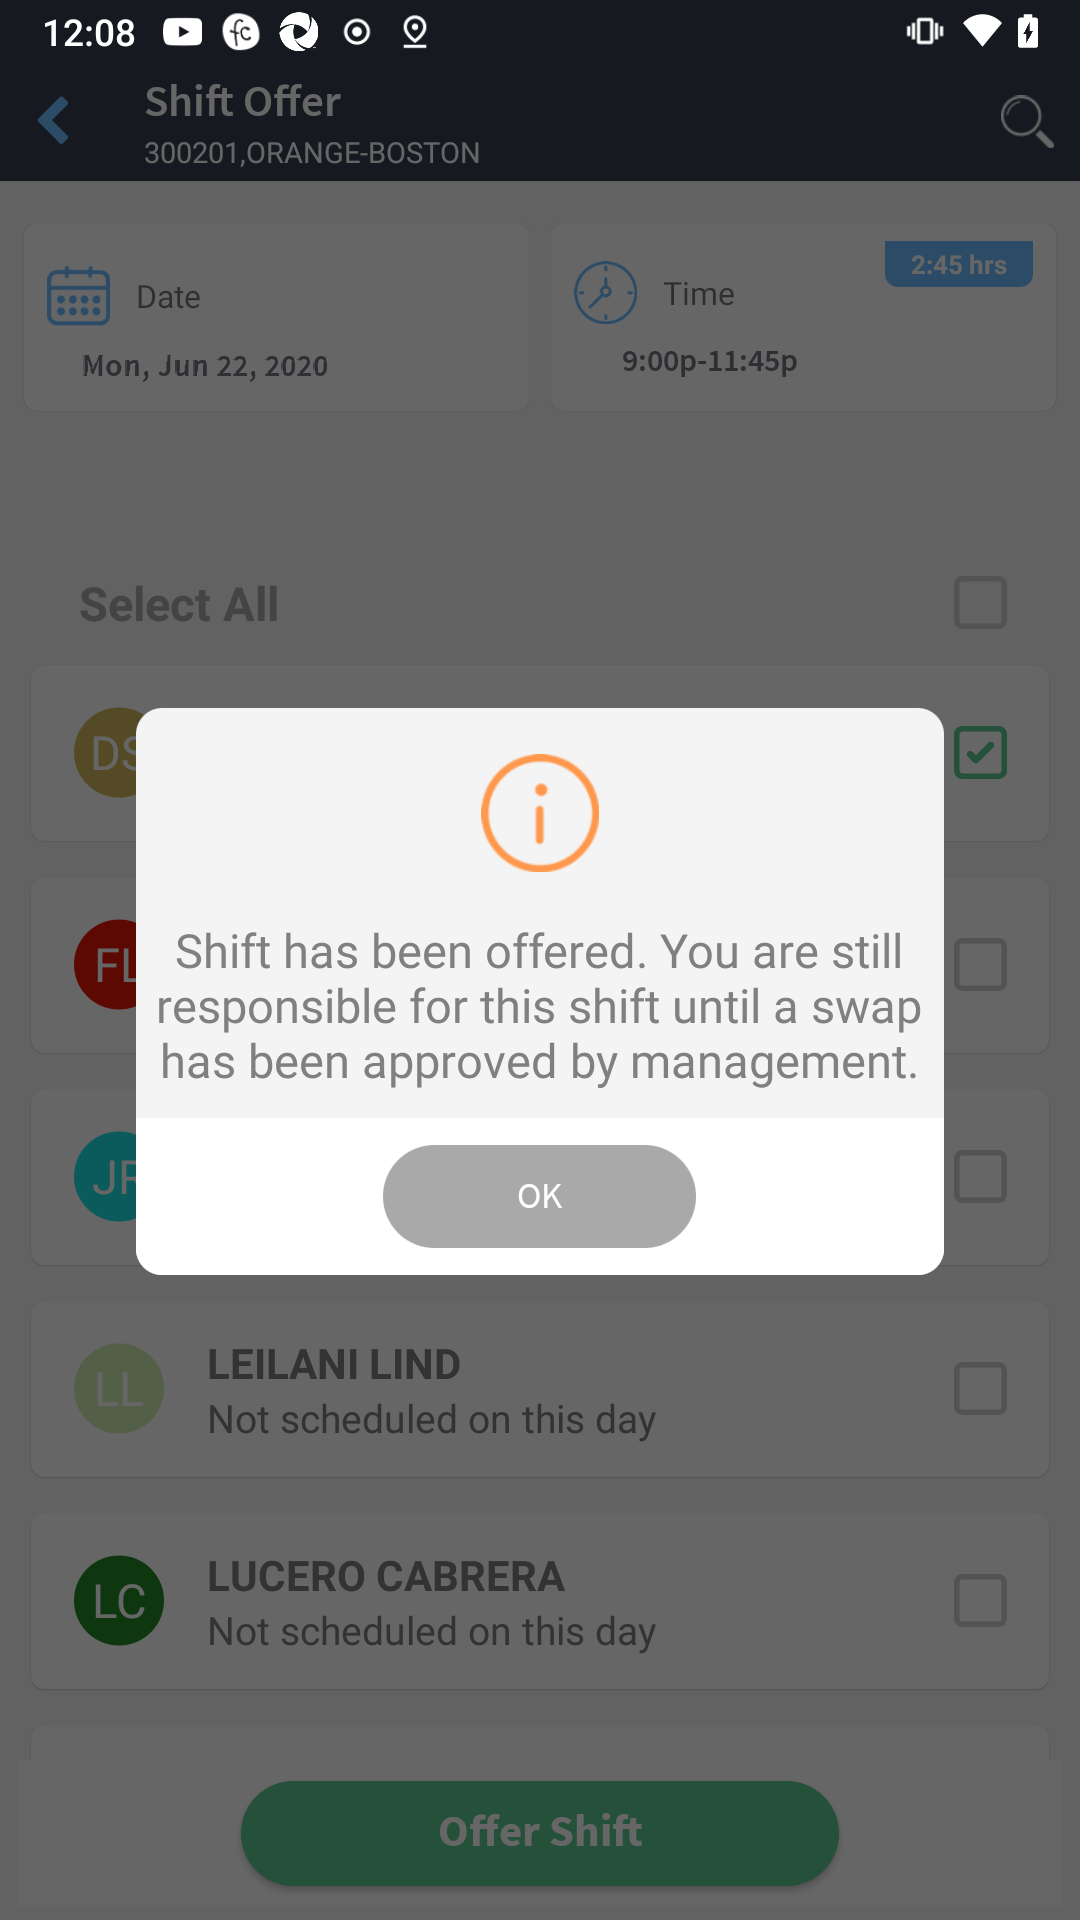 12:08
Shift Offer
300201,ORANGE-BOSTON
Date
Mon, Jun 22, 2020
Time
2:45 hrs
9:00p-11:45p
Select All
DS
FL
JR
Shift has been offered. You are still
responsible for this shift until a swap
has been approved by management.
OK
LL
LEILANI LIND
Not scheduled on this day
LC
LUCERO CABRERA
Not scheduled on this day
Offer Shift